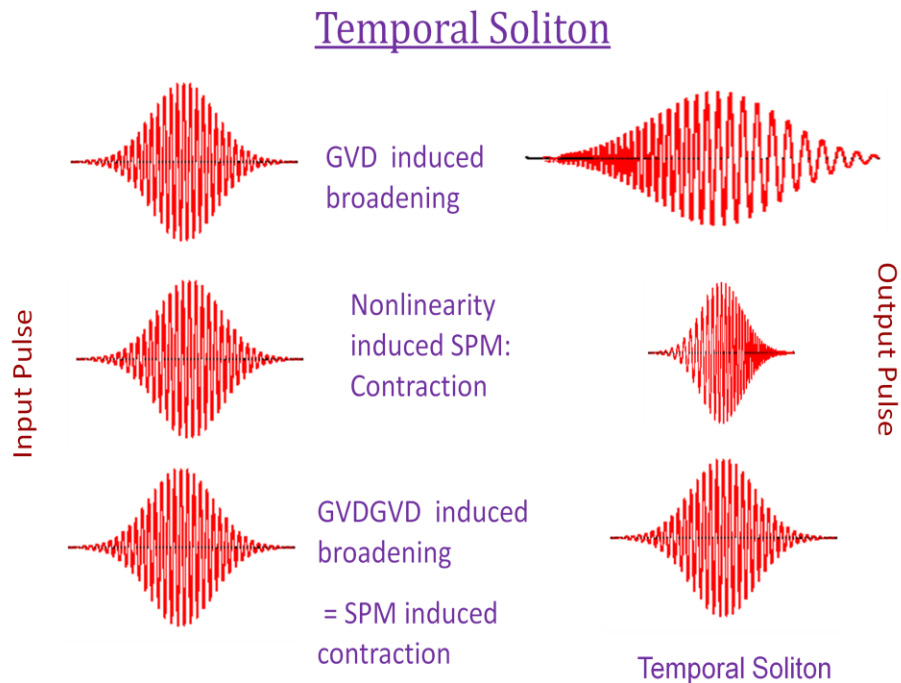 Temporal Soliton
Input Pulse
GVD induced
broadening
Nonlinearity
induced SPM:
Contraction
GVDGVD induced
broadening
= SPM induced
contraction
Output Pulse
Temporal Soliton